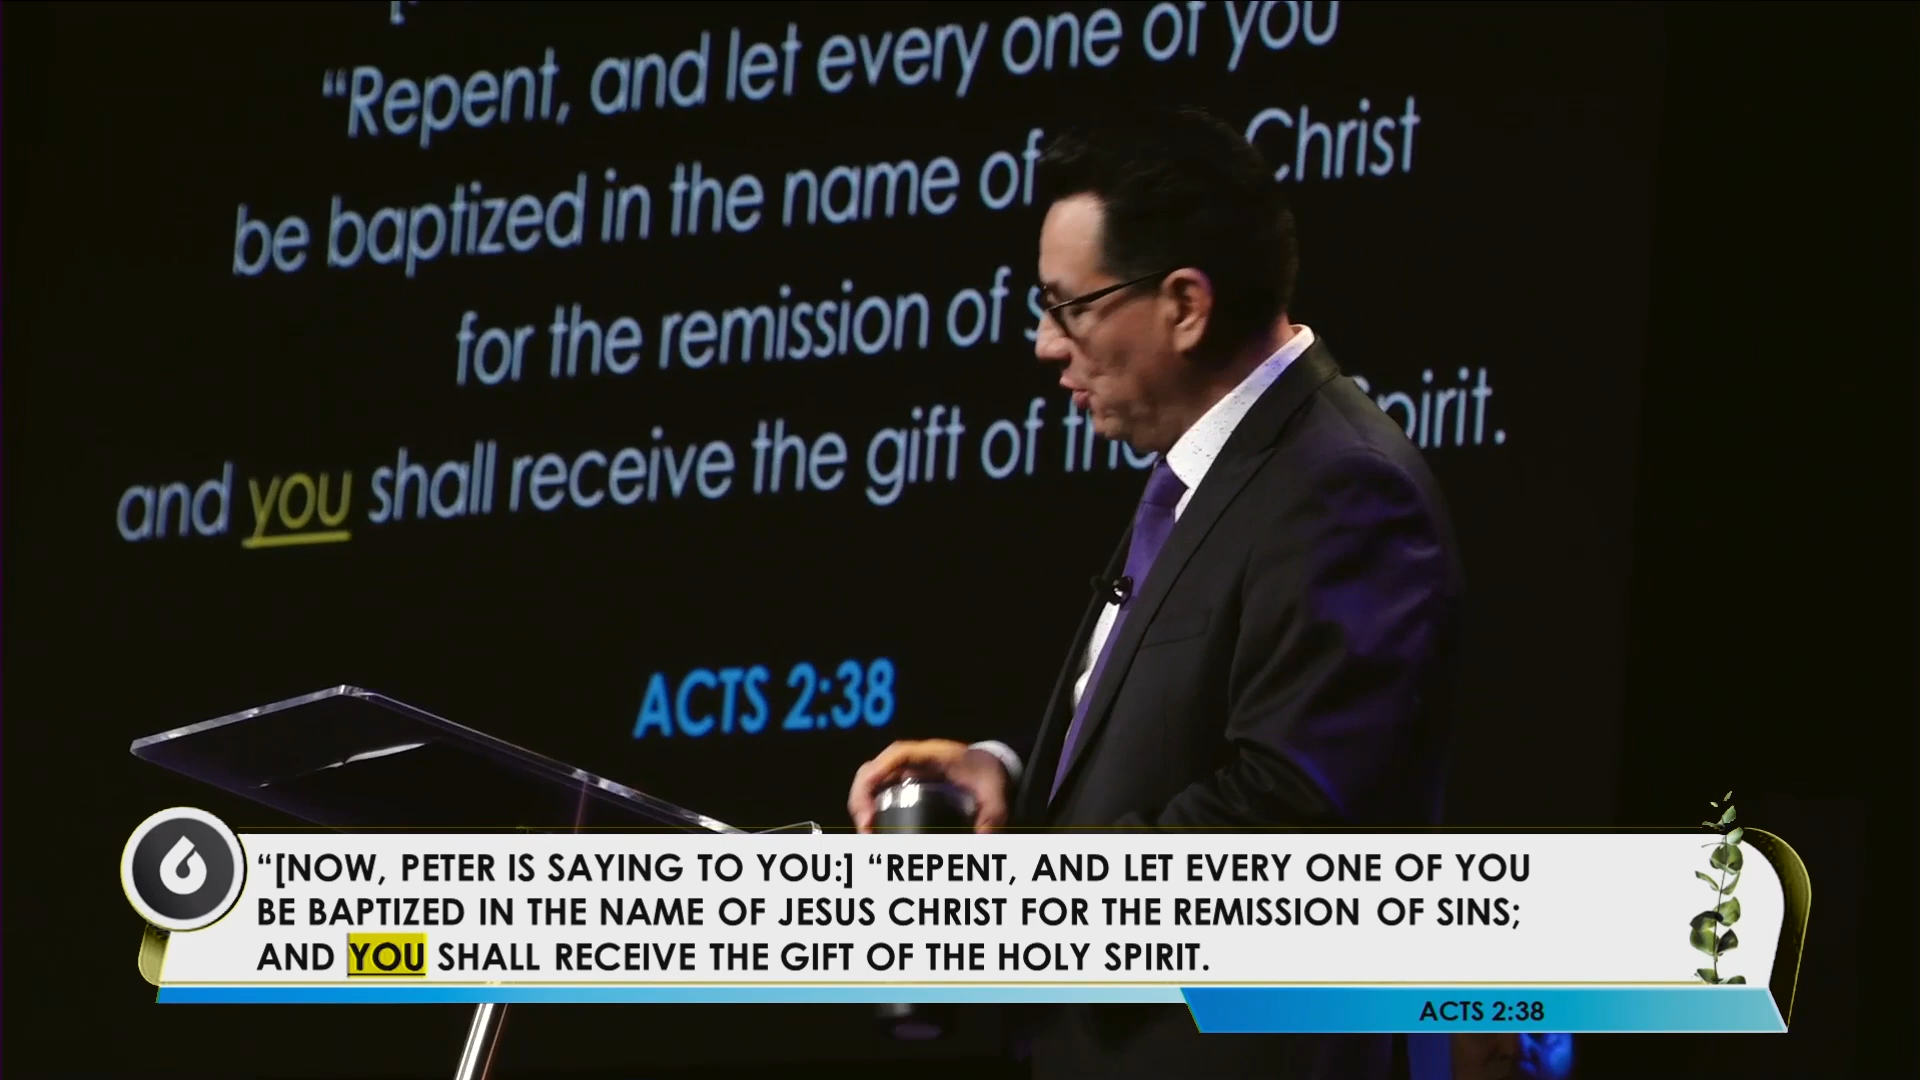 “Repent, and let every one of you
be baptized in the name of Christ
for the remission of
and you shall receive the gift of pirit.
ACTS 2:38
“[NOW, PETER IS SAYING TO YOU:] “REPENT, AND LET EVERY ONE OF YOU
BE BAPTIZED IN THE NAME OF JESUS CHRIST FOR THE REMISSION OF SINS;
AND YOU SHALL RECEIVE THE GIFT OF THE HOLY SPIRIT.
ACTS 2:38